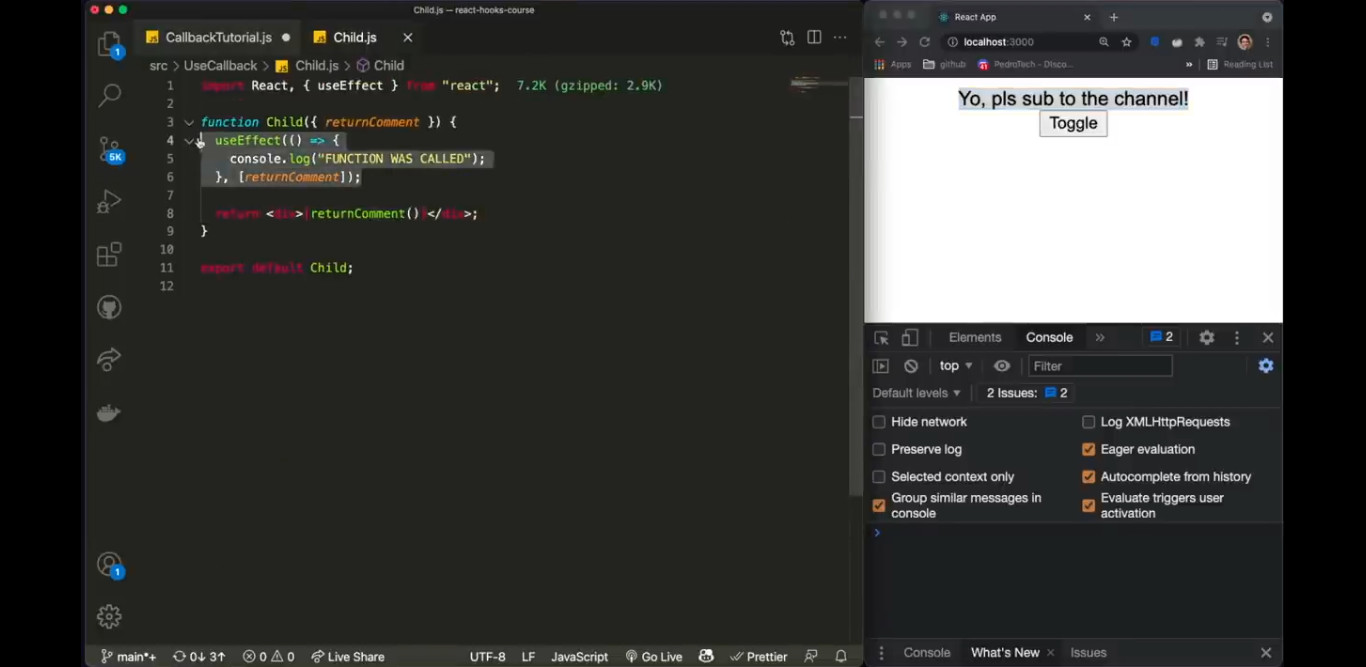 Child.js — react-hooks-course
CallbackTutorial.js
Child.js
src > UseCallback > Child.js > Child
1 import React, { useEffect } from "react"; 7.2K (gzipped: 2.9K)
2
3 function Child({ returnComment }) {
4 useEffect(() => {
5 console.log("FUNCTION WAS CALLED");
6 }, [returnComment]);
7
8 return <div>{returnComment()}</div>;
9 }
10
11 export default Child;
12
1
5K
1
main*+ 0↓ 3↑ 0 0 Live Share UTF-8 LF JavaScript Go Live Prettier
React App
localhost:3000
Apps github PedroTech - Disco... » Reading List
Yo, pls sub to the channel!
Toggle
Elements Console » 2
top Filter
Default levels 2 Issues: 2
Hide network Log XMLHttpRequests
Preserve log Eager evaluation
Selected context only Autocomplete from history
Group similar messages in console
Evaluate triggers user activation
Console What's New Issues